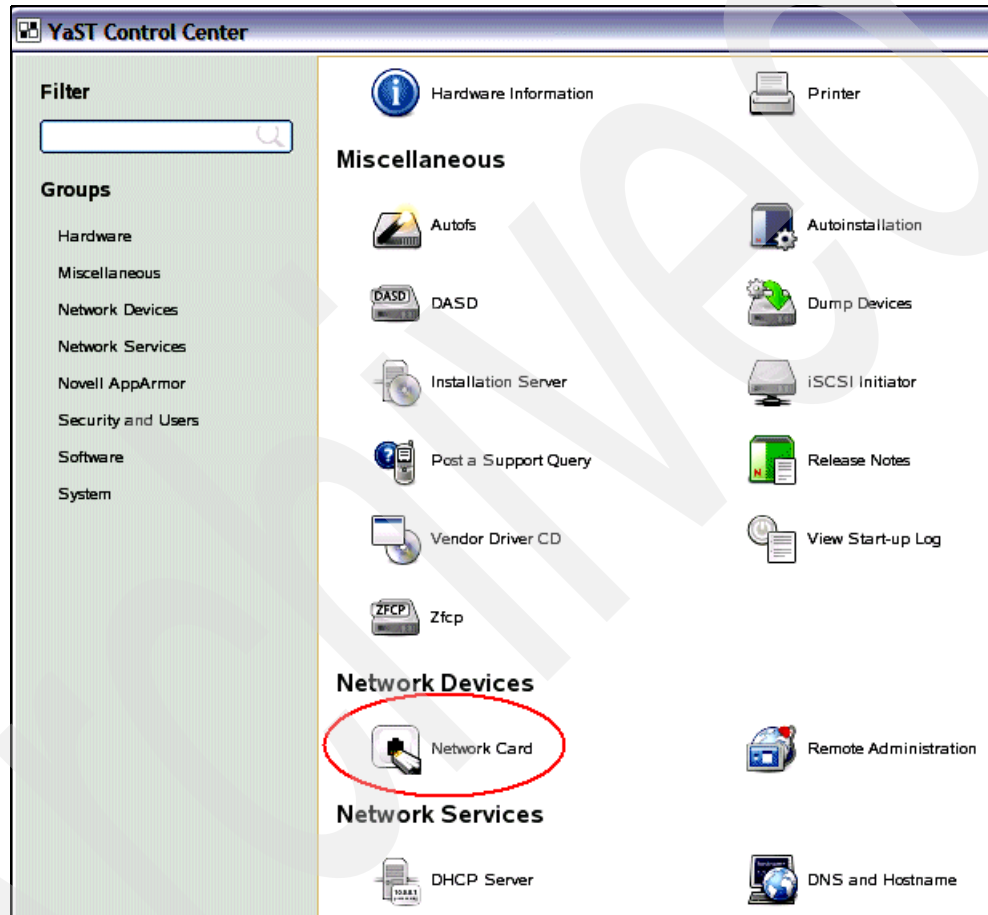 YaST Control Center
Filter
Groups
Hardware
Miscellaneous
Network Devices
Network Services
Novell AppArmor
Security and Users
Software
System
Hardware Information
Printer
Miscellaneous
Autofs
Autoinstallation
DASD
DASD
Dump Devices
Installation Server
iSCSI Initiator
Post a Support Query
N
Release Notes
Vendor Driver CD
View Start-up Log
ZFCP
Zfcp
Network Devices
Network Card
Remote Administration
Network Services
DHCP Server
DNS and Hostname